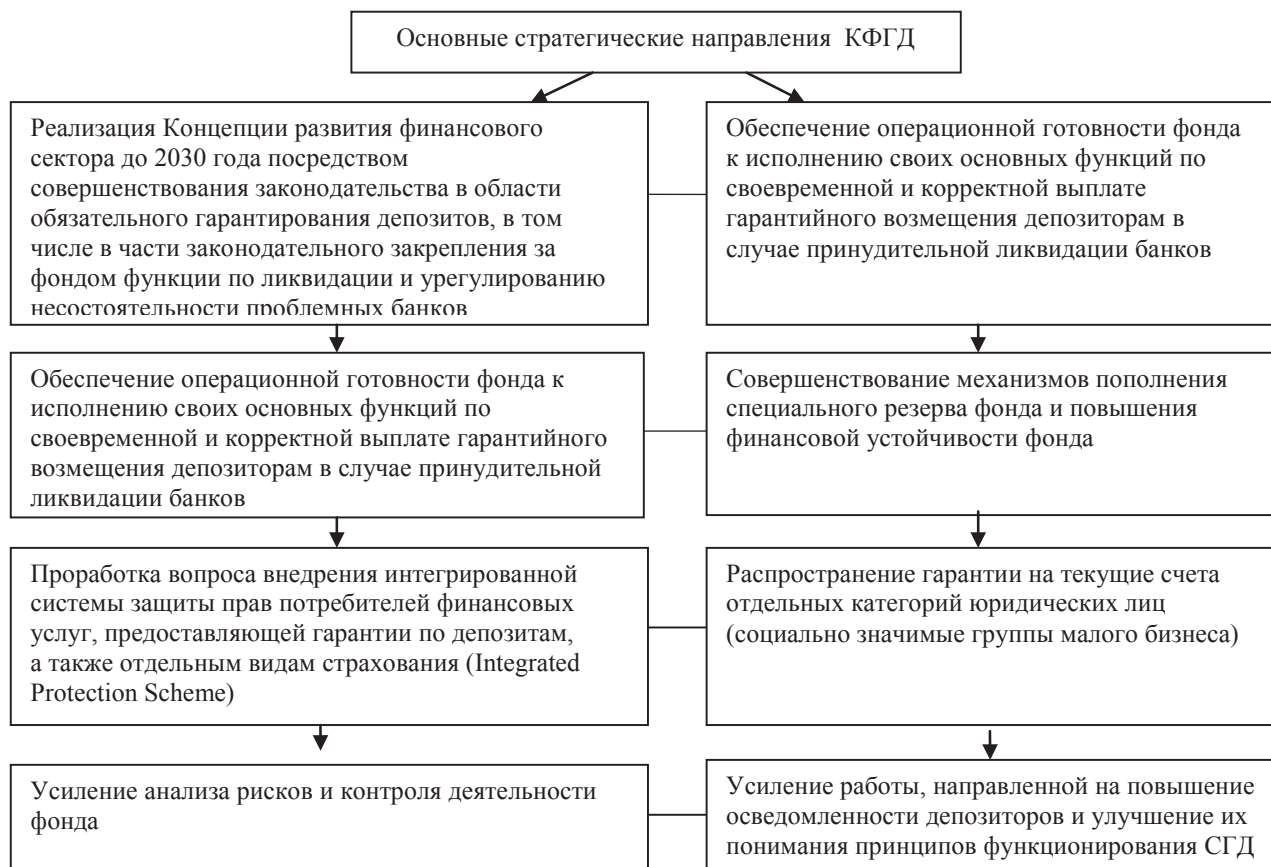 Основные стратегические направления КФГД
Реализация Концепции развития финансового
сектора до 2030 года посредством
совершенствования законодательства в области
обязательного гарантирования депозитов, в том
числе в части законодательного закрепления за
фондом функции по ликвидации и урегулированию
несостоятельности проблемных банков
Обеспечение операционной готовности фонда
к исполнению своих основных функций по
своевременной и корректной выплате
гарантийного возмещения депозиторам в
случае принудительной ликвидации банков
Обеспечение операционной готовности фонда к
исполнению своих основных функций по
своевременной и корректной выплате гарантийного
возмещения депозиторам в случае принудительной
ликвидации банков
Совершенствование механизмов пополнения
специального резерва фонда и повышения
финансовой устойчивости фонда
Проработка вопроса внедрения интегрированной
системы защиты прав потребителей финансовых
услуг, предоставляющей гарантии по депозитам,
а также отдельным видам страхования (Integrated
Protection Scheme)
Распространение гарантии на текущие счета
отдельных категорий юридических лиц
(социально значимые группы малого бизнеса)
Усиление анализа рисков и контроля деятельности
фонда
Усиление работы, направленной на повышение
осведомленности депозиторов и улучшение их
понимания принципов функционирования СГД